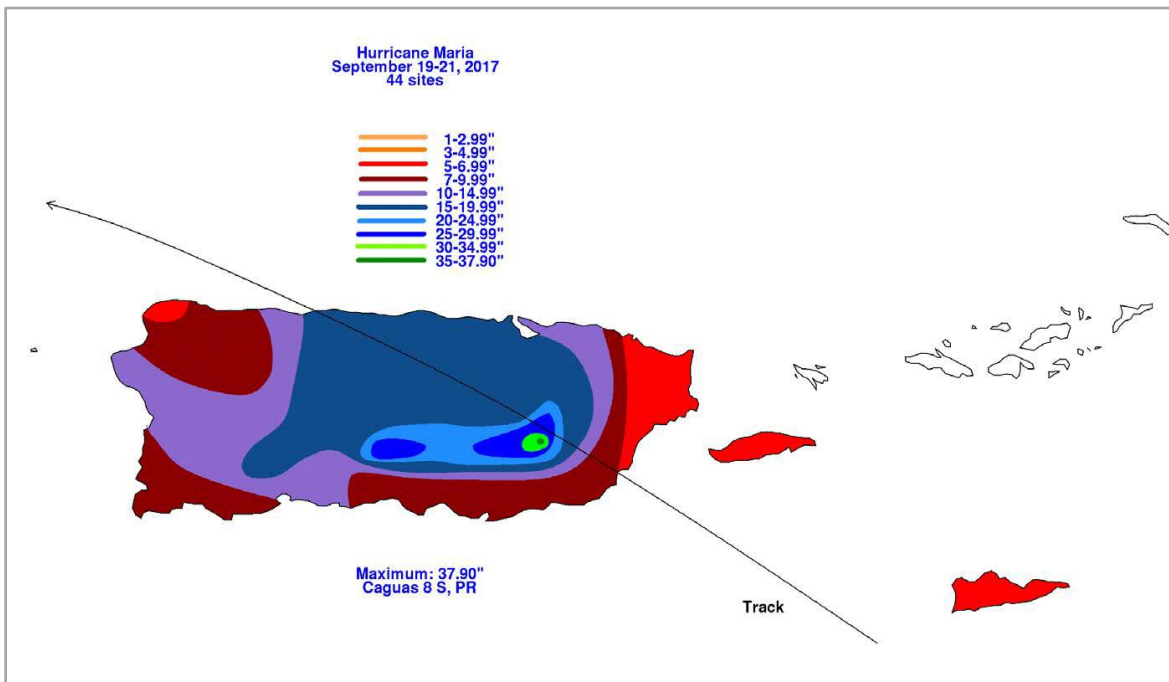 Hurricane Maria
September 19-21, 2017
44 sites
1-2.99"
3-4.99"
5-6.99"
7-9.99"
10-14.99"
15-19.99"
20-24.99"
25-29.99"
30-34.99"
35-37.90"
Maximum: 37.90"
Caguas 8 S, PR
Track